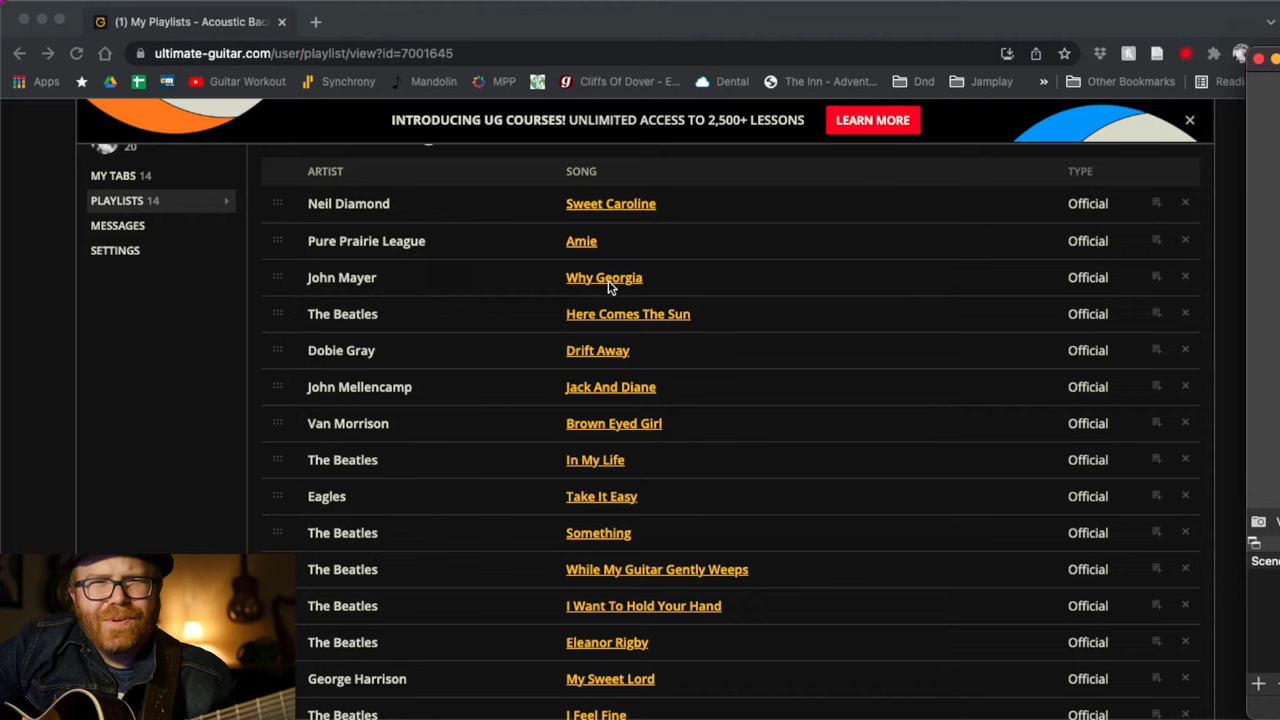 (1) My Playlists - Acoustic Bac
ultimate-guitar.com/user/playlist/view?id=7001645
Apps Guitar Workout Synchrony Mandolin MPP Cliffs Of Dover - E... Dental The Inn - Advent... Dnd Jamplay » Other Bookmarks Readi
INTRODUCING UG COURSES! UNLIMITED ACCESS TO 2,500+ LESSONS LEARN MORE
20
MY TABS 14
PLAYLISTS 14
MESSAGES
SETTINGS
ARTIST SONG TYPE
Neil Diamond Sweet Caroline Official
Pure Prairie League Amie Official
John Mayer Why Georgia Official
The Beatles Here Comes The Sun Official
Dobie Gray Drift Away Official
John Mellencamp Jack And Diane Official
Van Morrison Brown Eyed Girl Official
The Beatles In My Life Official
Eagles Take It Easy Official
The Beatles Something Official
The Beatles While My Guitar Gently Weeps Official
The Beatles I Want To Hold Your Hand Official
The Beatles Eleanor Rigby Official
George Harrison My Sweet Lord Official
The Beatles I Feel Fine Official
Scene